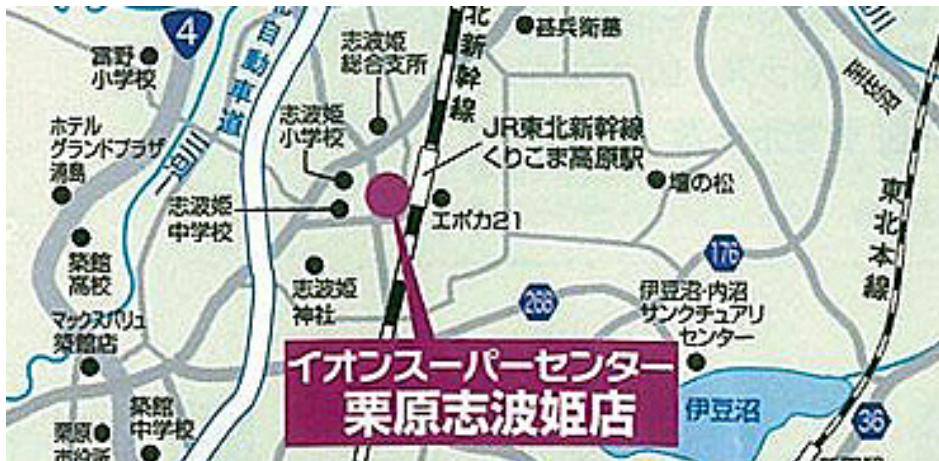 4
富野
小学校
自動車道
志波姫
総合支所
北新幹線
甚兵衛墓
ホテル
グランドプラザ
浦島
一迫川
志波姫
小学校
JR東北新幹線
くりこま高原駅
志波姫
中学校
エポカ21
壇の松
東北本線
築館
高校
志波姫
神社
176
268
伊豆沼・内沼
サンクチュアリ
センター
マックスバリュ
築館店
イオンスーパーセンター
栗原志波姫店
伊豆沼
築館
中学校
栗原
市役所
36